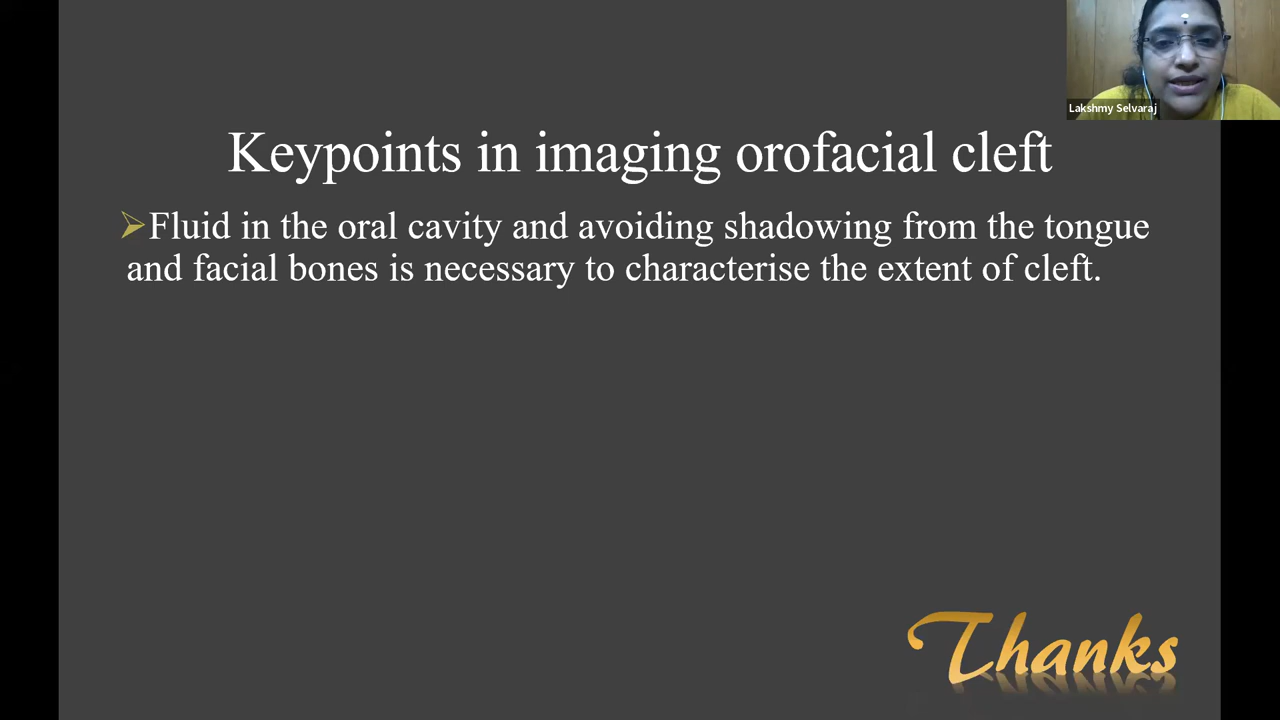 Lakshmy Selvaraj
Keypoints in imaging orofacial cleft
Fluid in the oral cavity and avoiding shadowing from the tongue
and facial bones is necessary to characterise the extent of cleft.
Thanks